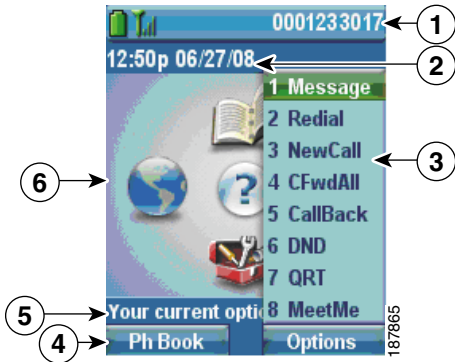 0001233017
1
12:50p 06/27/08
2
1 Message
2 Redial
3 NewCall
3
4 CFwdAll
6
5 CallBack
?
6 DND
7 QRT
5
Your current optio
8 MeetMe
4
Ph Book
Options
187865